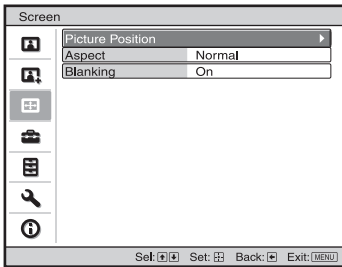 Screen
Picture Position
Aspect Normal
Blanking On
Sel: Set: Back: Exit: MENU